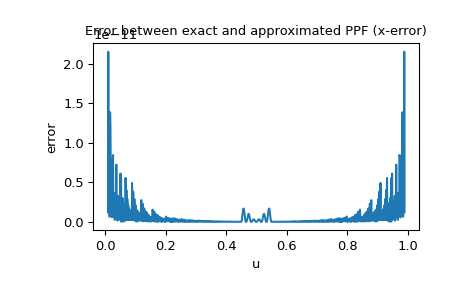 Error between exact and approximated PPF (x-error)
1e−11
2.0
1.5
1.0
0.5
0.0
error
0.0 0.2 0.4 0.6 0.8 1.0
u